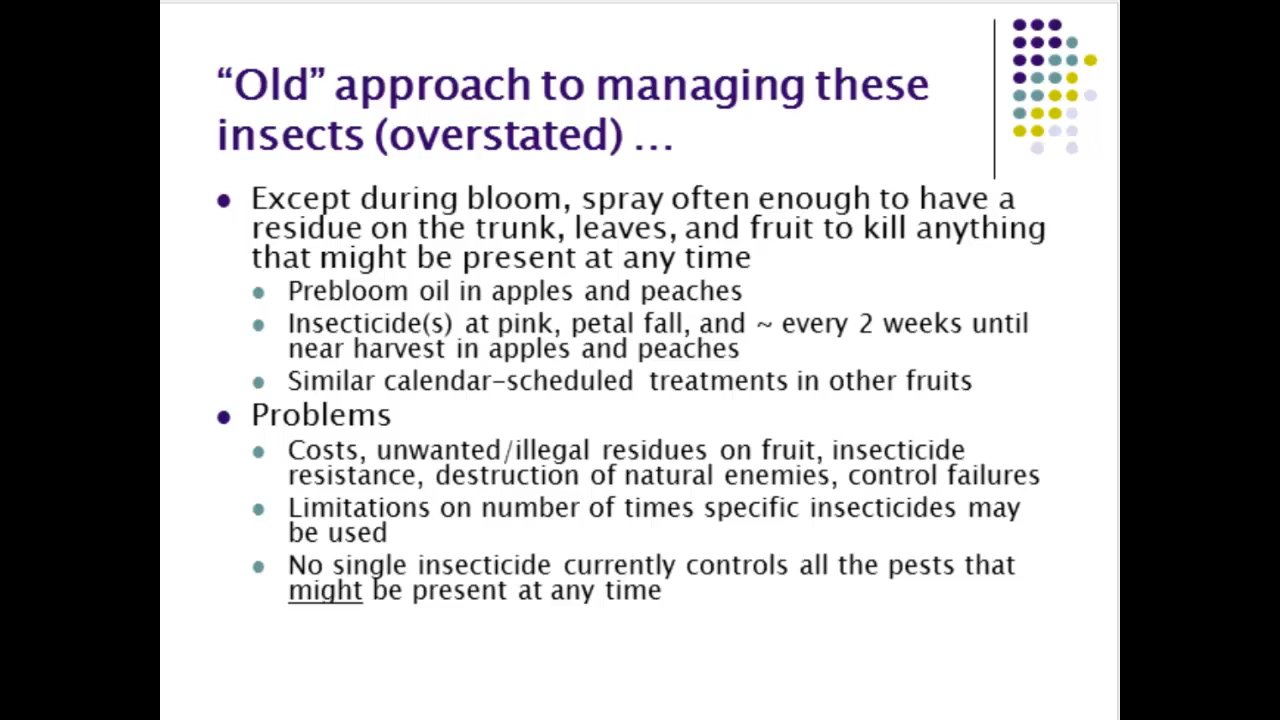 “Old” approach to managing these
insects (overstated) …
Except during bloom, spray often enough to have a
residue on the trunk, leaves, and fruit to kill anything
that might be present at any time
Prebloom oil in apples and peaches
Insecticide(s) at pink, petal fall, and ~ every 2 weeks until
near harvest in apples and peaches
Similar calendar-scheduled treatments in other fruits
Problems
Costs, unwanted/illegal residues on fruit, insecticide
resistance, destruction of natural enemies, control failures
Limitations on number of times specific insecticides may
be used
No single insecticide currently controls all the pests that
might be present at any time